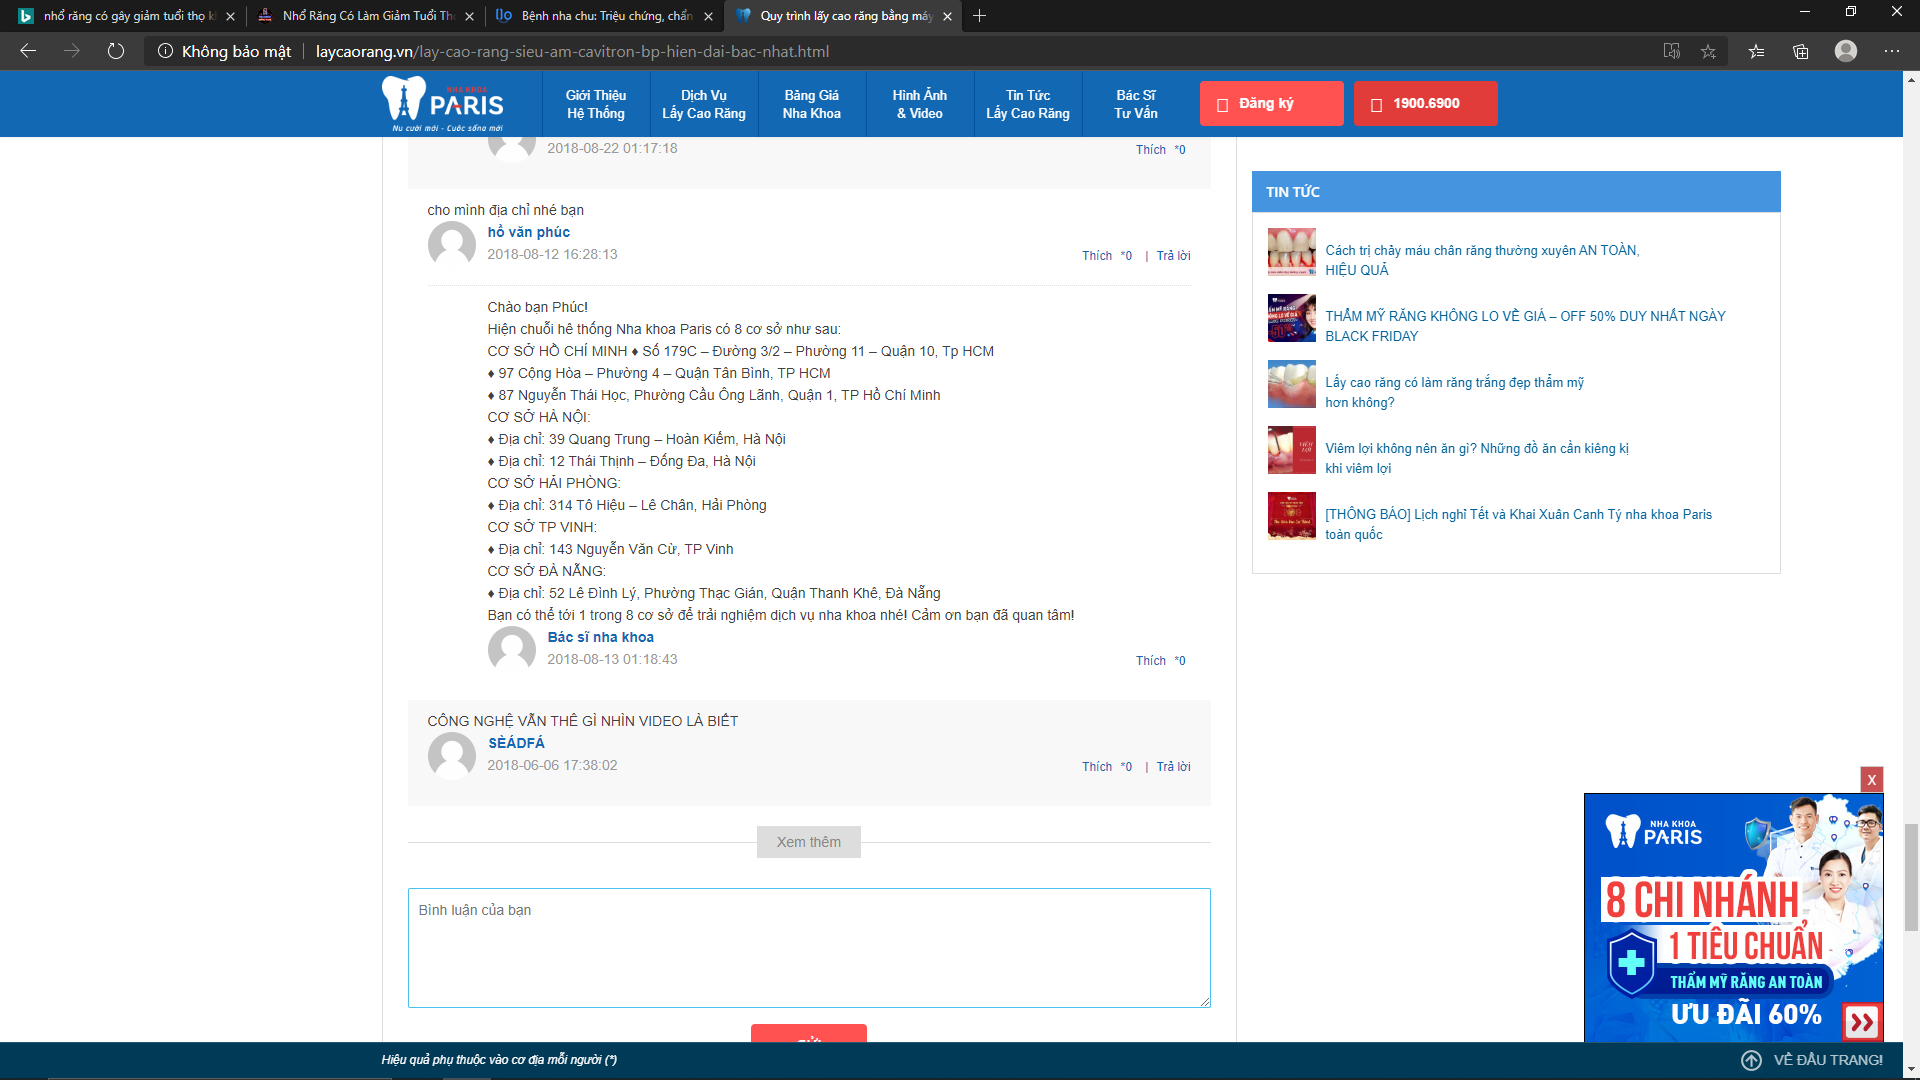 nhổ răng có gây giảm tuổi thọ k
Nhổ Răng Có Làm Giảm Tuổi Thọ
Bệnh nha chu: Triệu chứng, chẩn
Quy trình lấy cao răng bằng máy
Không bảo mật
laycaorang.vn/lay-cao-rang-sieu-am-cavitron-bp-hien-dai-bac-nhat.html
NHA KHOA
PARIS
Nụ cười mới - Cuộc sống mới
Giới Thiệu
Hệ Thống
Dịch Vụ
Lấy Cao Răng
Bảng Giá
Nha Khoa
Hình Ảnh
& Video
Tin Tức
Lấy Cao Răng
Bác Sĩ
Tư Vấn
Đăng ký
1900.6900
2018-08-22 01:17:18
Thích *0
cho mình địa chỉ nhé bạn
hồ văn phúc
2018-08-12 16:28:13
Thích *0 | Trả lời
Chào bạn Phúc!
Hiện chuỗi hê thống Nha khoa Paris có 8 cơ sở như sau:
CƠ SỞ HỒ CHÍ MINH ♦ Số 179C – Đường 3/2 – Phường 11 – Quận 10, Tp HCM
♦ 97 Cộng Hòa – Phường 4 – Quận Tân Bình, TP HCM
♦ 87 Nguyễn Thái Học, Phường Cầu Ông Lãnh, Quận 1, TP Hồ Chí Minh
CƠ SỞ HÀ NỘI:
♦ Địa chỉ: 39 Quang Trung – Hoàn Kiếm, Hà Nội
♦ Địa chỉ: 12 Thái Thịnh – Đống Đa, Hà Nội
CƠ SỞ HẢI PHÒNG:
♦ Địa chỉ: 314 Tô Hiệu – Lê Chân, Hải Phòng
CƠ SỞ TP VINH:
♦ Địa chỉ: 143 Nguyễn Văn Cừ, TP Vinh
CƠ SỞ ĐÀ NẴNG:
♦ Địa chỉ: 52 Lê Đình Lý, Phường Thạc Gián, Quận Thanh Khê, Đà Nẵng
Bạn có thể tới 1 trong 8 cơ sở để trải nghiệm dịch vụ nha khoa nhé! Cảm ơn bạn đã quan tâm!
Bác sĩ nha khoa
2018-08-13 01:18:43
Thích *0
CÔNG NGHỆ VẪN THẾ GÌ NHÌN VIDEO LÀ BIẾT
SÈÁDFÁ
2018-06-06 17:38:02
Thích *0 | Trả lời
Xem thêm
Bình luận của bạn
Gửi
TIN TỨC
Cách trị chảy máu chân răng thường xuyên AN TOÀN,
HIỆU QUẢ
THẨM MỸ RĂNG KHÔNG LO VỀ GIÁ – OFF 50% DUY NHẤT NGÀY
BLACK FRIDAY
Lấy cao răng có làm răng trắng đẹp thẩm mỹ
hơn không?
Viêm lợi không nên ăn gì? Những đồ ăn cần kiêng kị
khi viêm lợi
[THÔNG BÁO] Lịch nghỉ Tết và Khai Xuân Canh Tý nha khoa Paris
toàn quốc
X
NHA KHOA
PARIS
8 CHI NHÁNH
1 TIÊU CHUẨN
THẨM MỸ RĂNG AN TOÀN
ƯU ĐÃI 60%
Hiệu quả phụ thuộc vào cơ địa mỗi người (*)
VỀ ĐẦU TRANG!